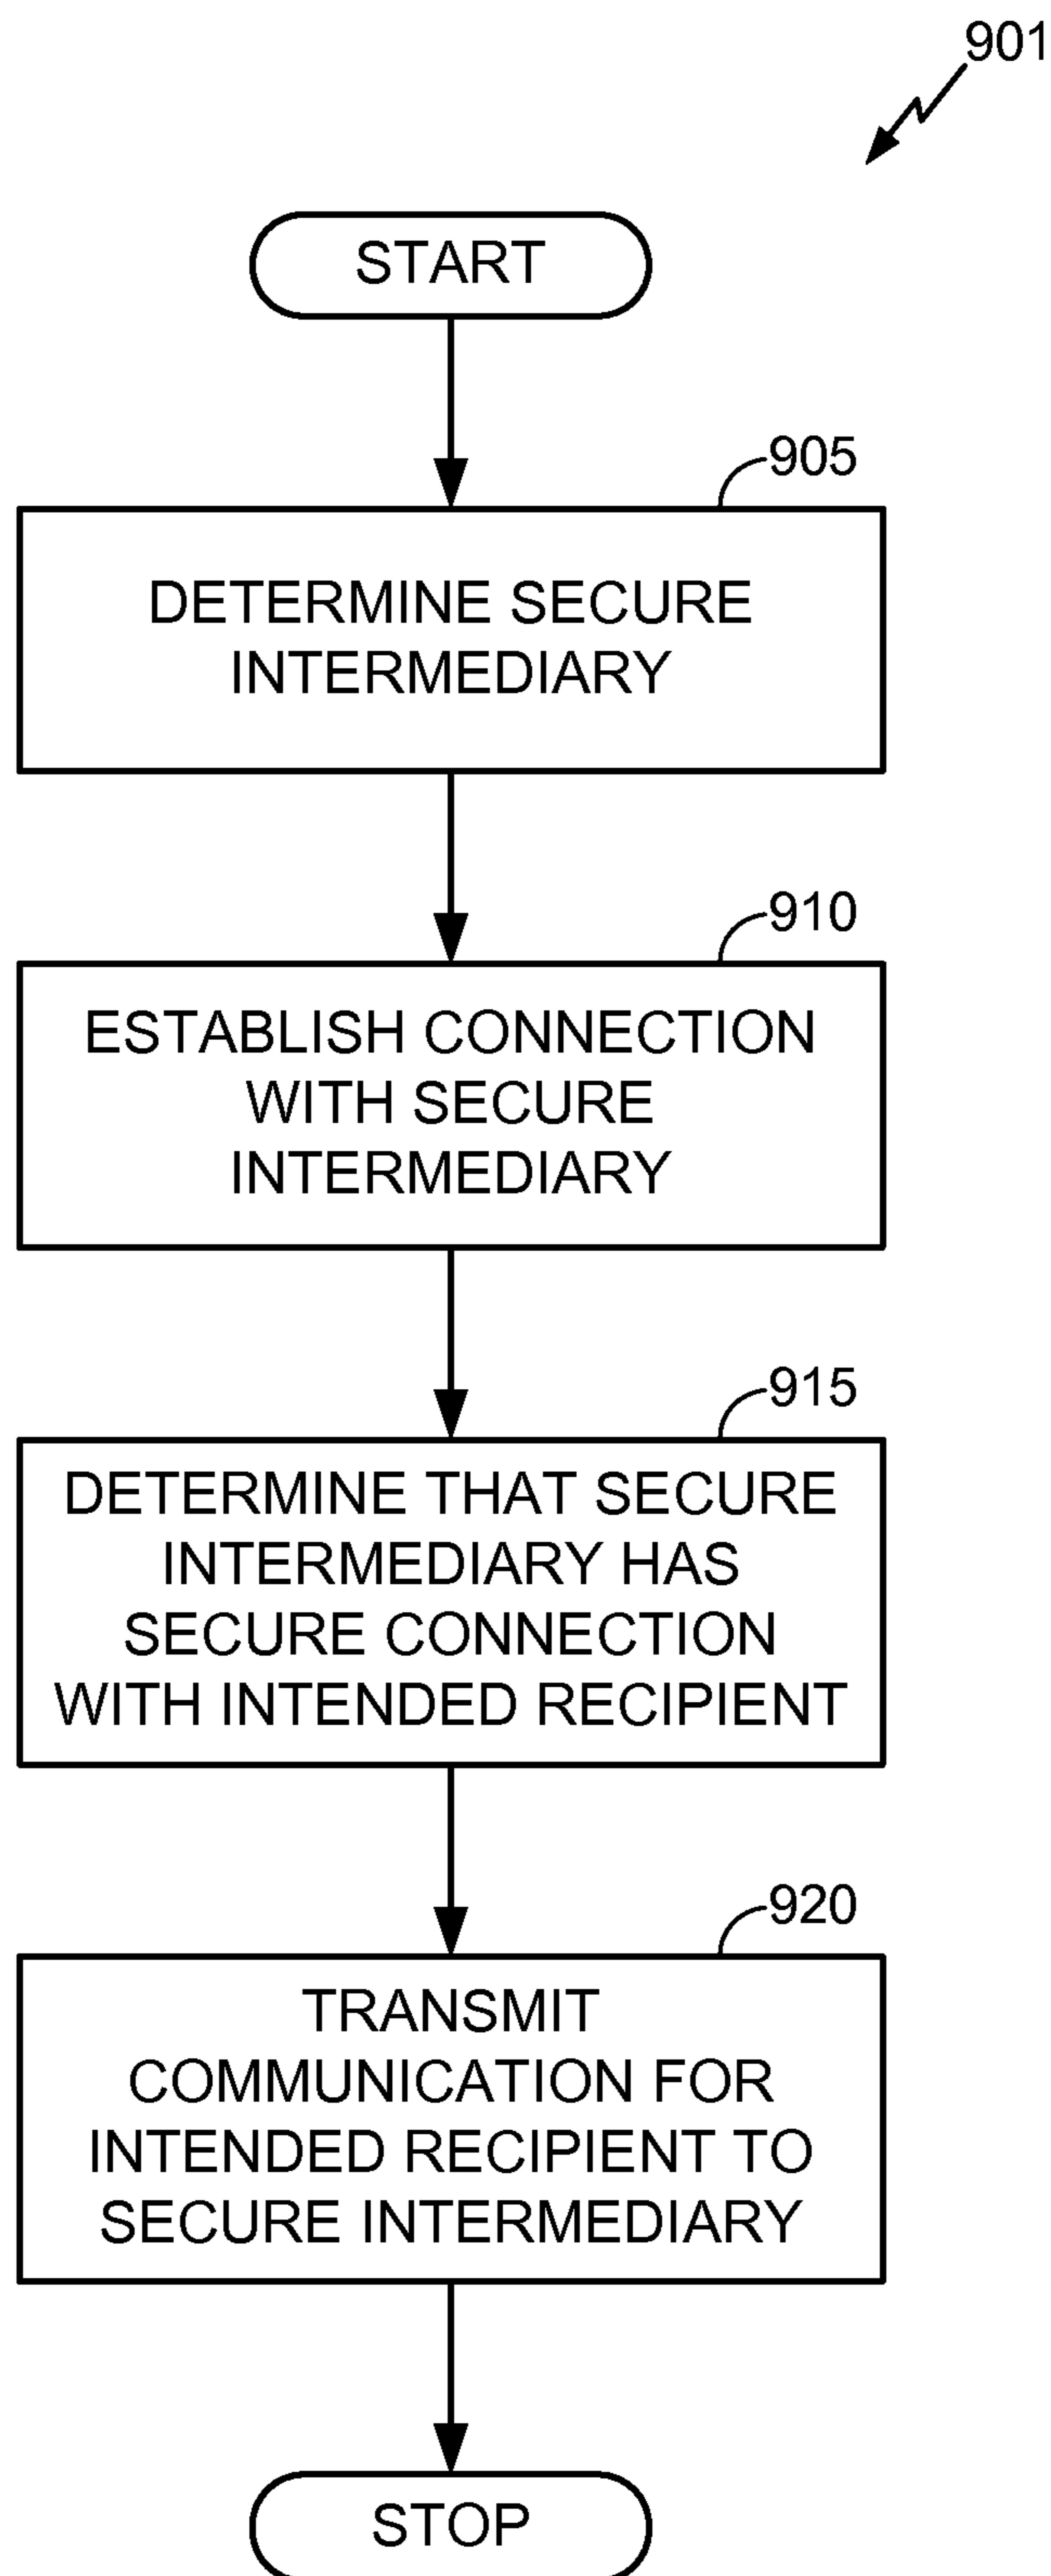 901
START
905
DETERMINE SECURE
INTERMEDIARY
910
ESTABLISH CONNECTION
WITH SECURE
INTERMEDIARY
915
DETERMINE THAT SECURE
INTERMEDIARY HAS
SECURE CONNECTION
WITH INTENDED RECIPIENT
920
TRANSMIT
COMMUNICATION FOR
INTENDED RECIPIENT TO
SECURE INTERMEDIARY
STOP